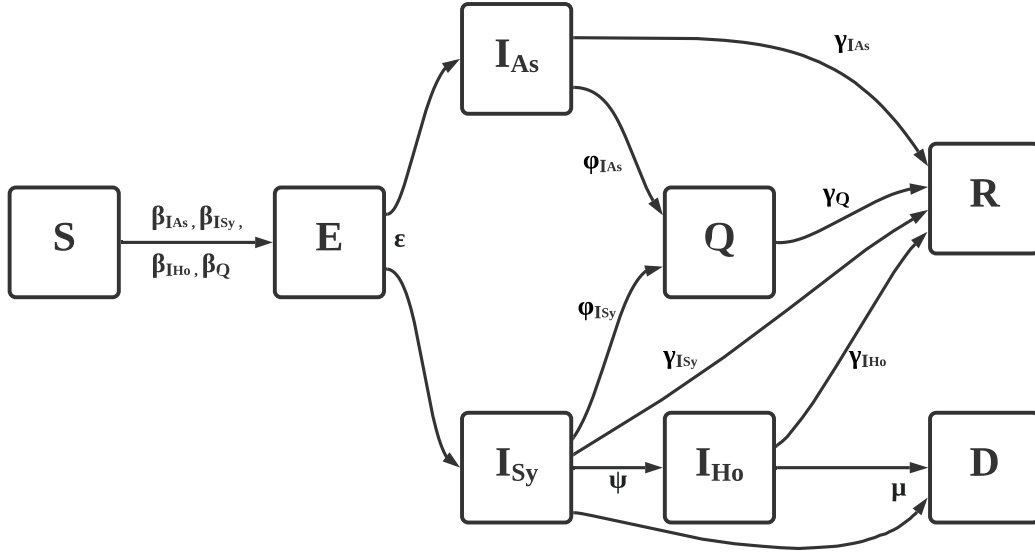 I_As
γ_IAs
φ_IAs
S
β_IAs , β_ISy ,
β_IHo , β_Q
E
ε
Q
γ_Q
R
φ_ISy
γ_ISy
γ_IHo
I_Sy
ψ
I_Ho
μ
D